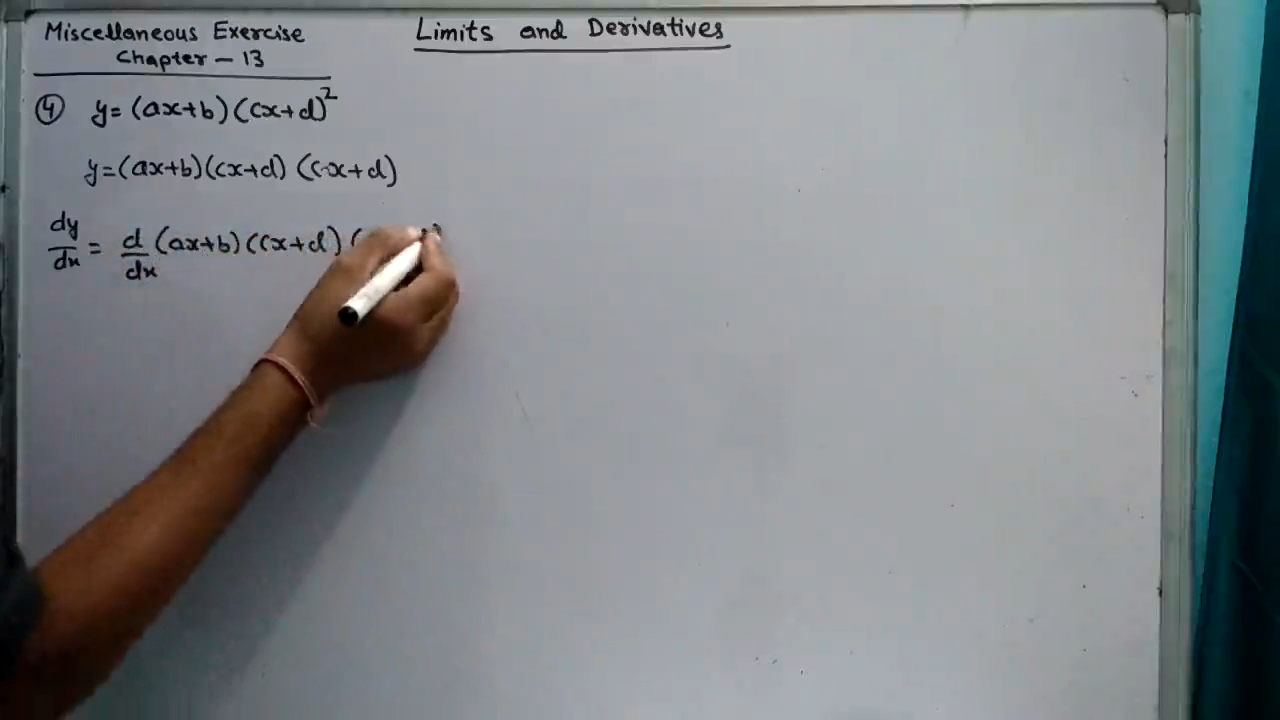 Miscellaneous Exercise
Chapter - 13
Limits and Derivatives
④ y = (ax+b)(cx+d)²
y = (ax+b)(cx+d) (cx+d)
dy/dx = d/dx (ax+b)(cx+d) (